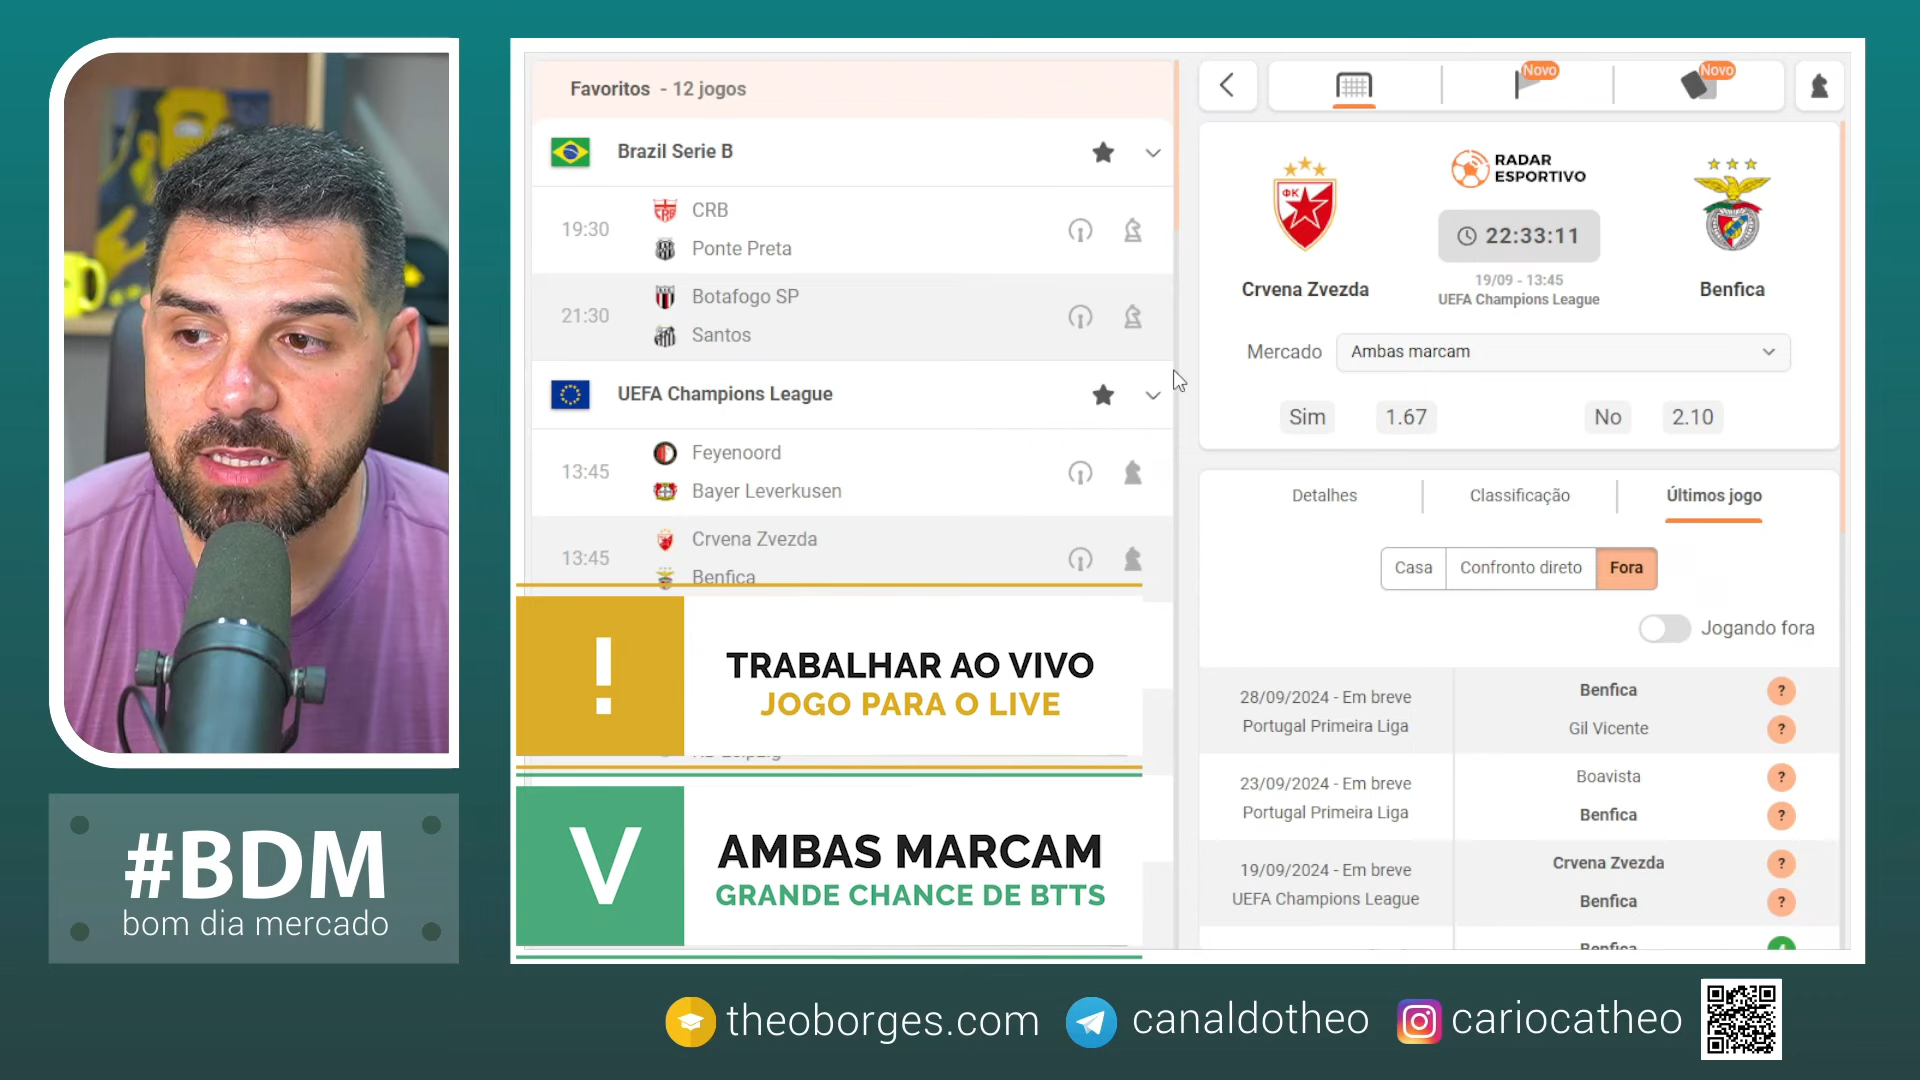 Favoritos - 12 jogos
Brazil Serie B
19:30
CRB
Ponte Preta
21:30
Botafogo SP
Santos
UEFA Champions League
13:45
Feyenoord
Bayer Leverkusen
13:45
Crvena Zvezda
Benfica
!
TRABALHAR AO VIVO
JOGO PARA O LIVE
V
AMBAS MARCAM
GRANDE CHANCE DE BTTS
Novo
Novo
RADAR
ESPORTIVO
22:33:11
19/09 - 13:45
UEFA Champions League
Crvena Zvezda
Benfica
Mercado
Ambas marcam
Sim 1.67 No 2.10
Detalhes
Classificação
Últimos jogo
Casa
Confronto direto
Fora
Jogando fora
28/09/2024 - Em breve
Portugal Primeira Liga
Benfica ?
Gil Vicente ?
23/09/2024 - Em breve
Portugal Primeira Liga
Boavista ?
Benfica ?
19/09/2024 - Em breve
UEFA Champions League
Crvena Zvezda ?
Benfica ?
Benfica
#BDM
bom dia mercado
theoborges.com
canaldotheo
cariocatheo